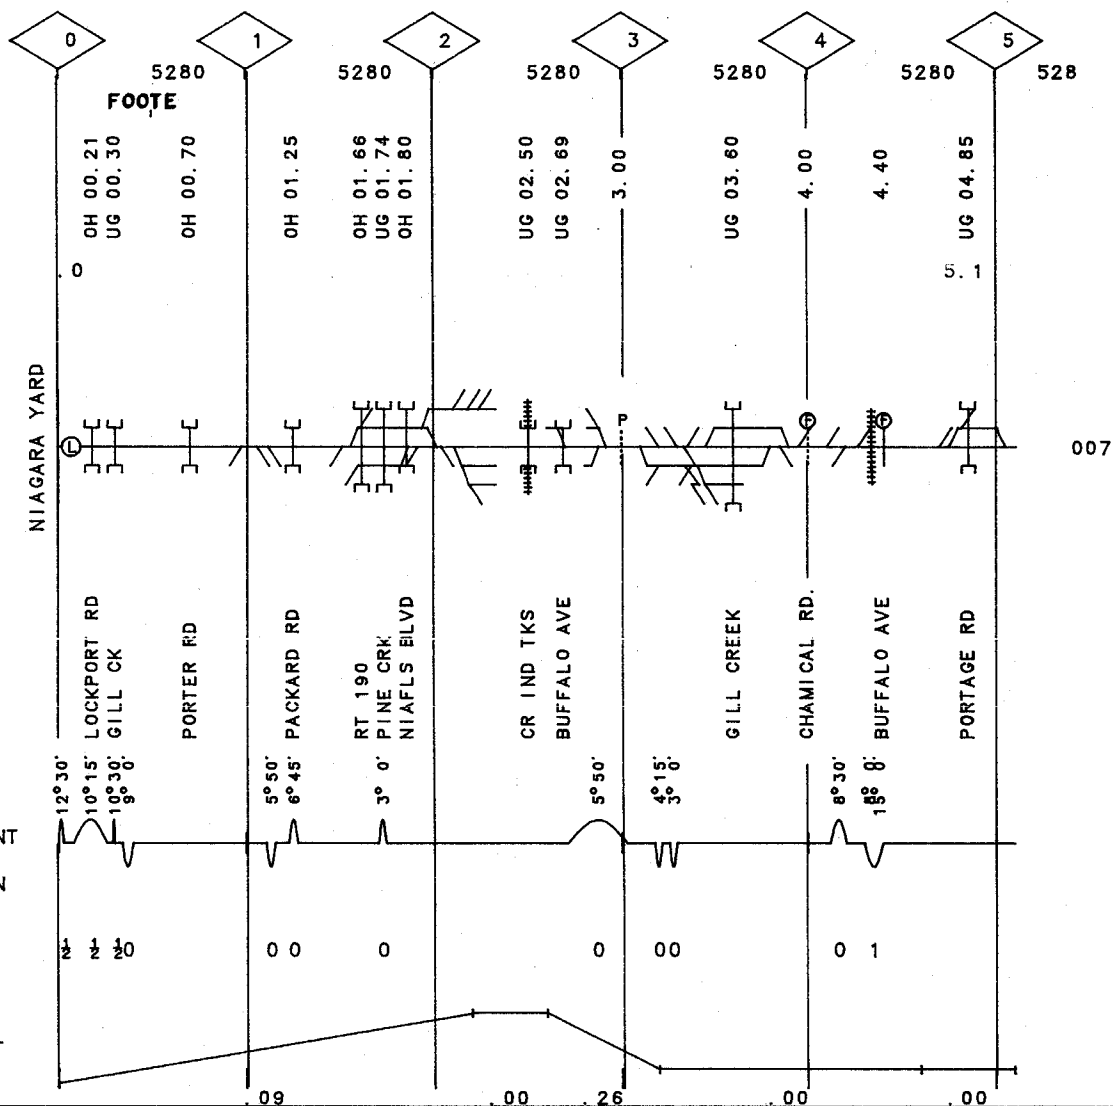 0 1 2 3 4 5
5280 5280 5280 5280 5280 528
FOOTE
OH 00.21
UG 00.30
OH 00.70
OH 01.25
OH 01.66
UG 01.74
OH 01.80
UG 02.50
UG 02.69
3.00
UG 03.60
4.00
4.40
UG 04.85
.0
5.1
NIAGARA YARD
L
P
F
F
007
LOCKPORT RD
GILL CK
PORTER RD
PACKARD RD
RT 190
PINE CRK
NIAFLS BLVD
CR IND TKS
BUFFALO AVE
GILL CREEK
CHAMICAL RD.
BUFFALO AVE
PORTAGE RD
12°30'
10°15'
10°30'
9° 0'
5°50'
6°45'
3° 0'
5°50'
4°15'
3° 0'
8°30'
15° 0'
NT
N
½ ½ ½0 0 0 0 0 00 0 1
.09 .00 .26 .00 .00